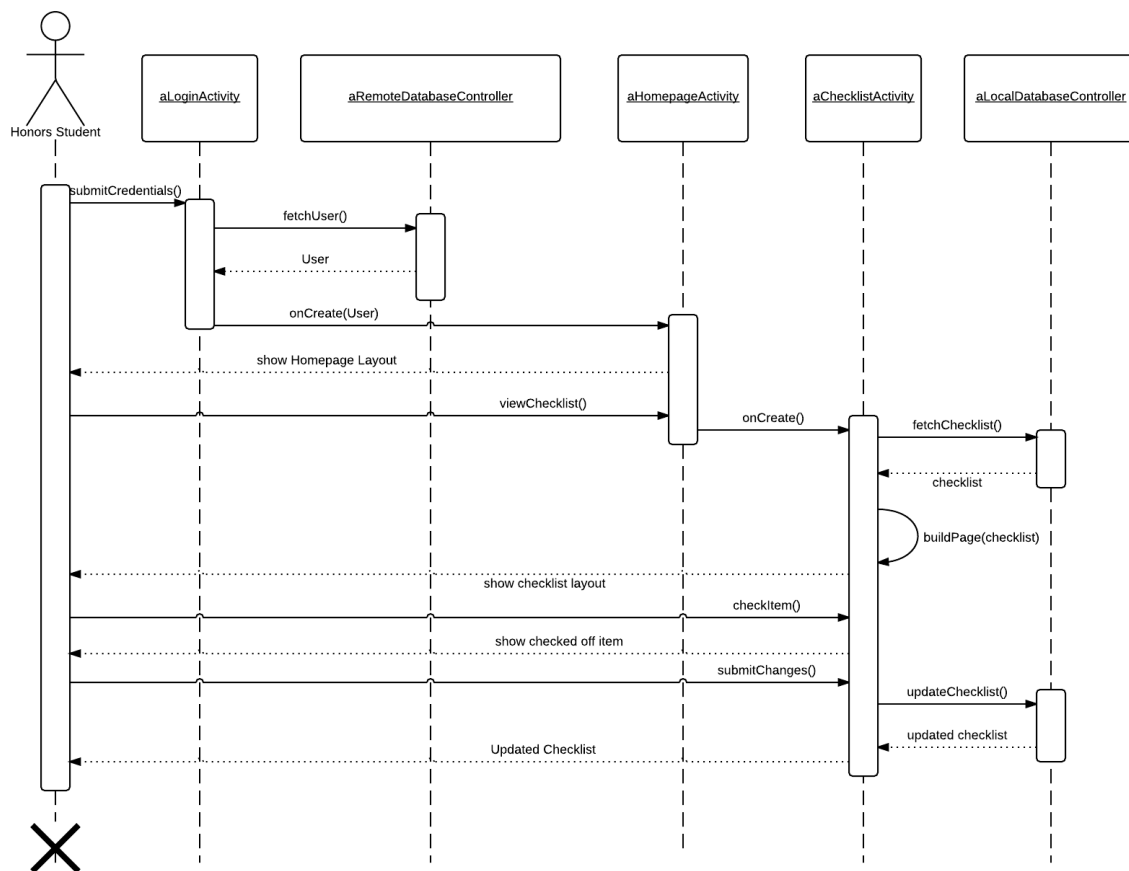 Honors Student
aLoginActivity
aRemoteDatabaseController
aHomepageActivity
aChecklistActivity
aLocalDatabaseController
submitCredentials()
fetchUser()
User
onCreate(User)
show Homepage Layout
viewChecklist()
onCreate()
fetchChecklist()
checklist
buildPage(checklist)
show checklist layout
checkItem()
show checked off item
submitChanges()
updateChecklist()
updated checklist
Updated Checklist